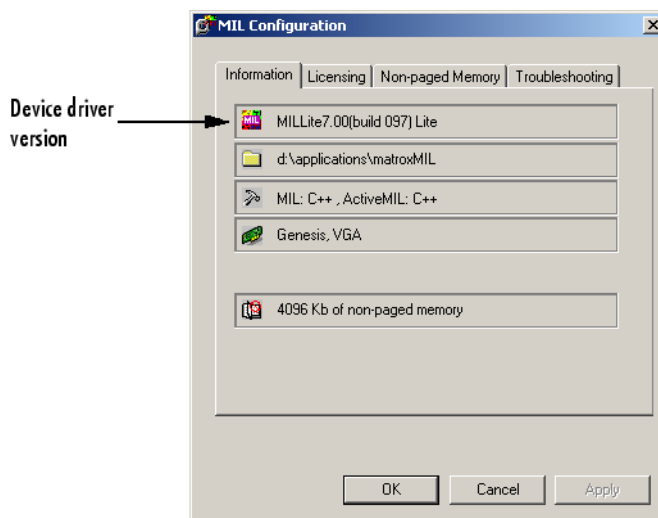 MIL Configuration
Information
Licensing
Non-paged Memory
Troubleshooting
Device driver
version
MIL
MILLite7.00(build 097) Lite
d:\applications\matroxMIL
MIL: C++ , ActiveMIL: C++
Genesis, VGA
4096 Kb of non-paged memory
OK
Cancel
Apply